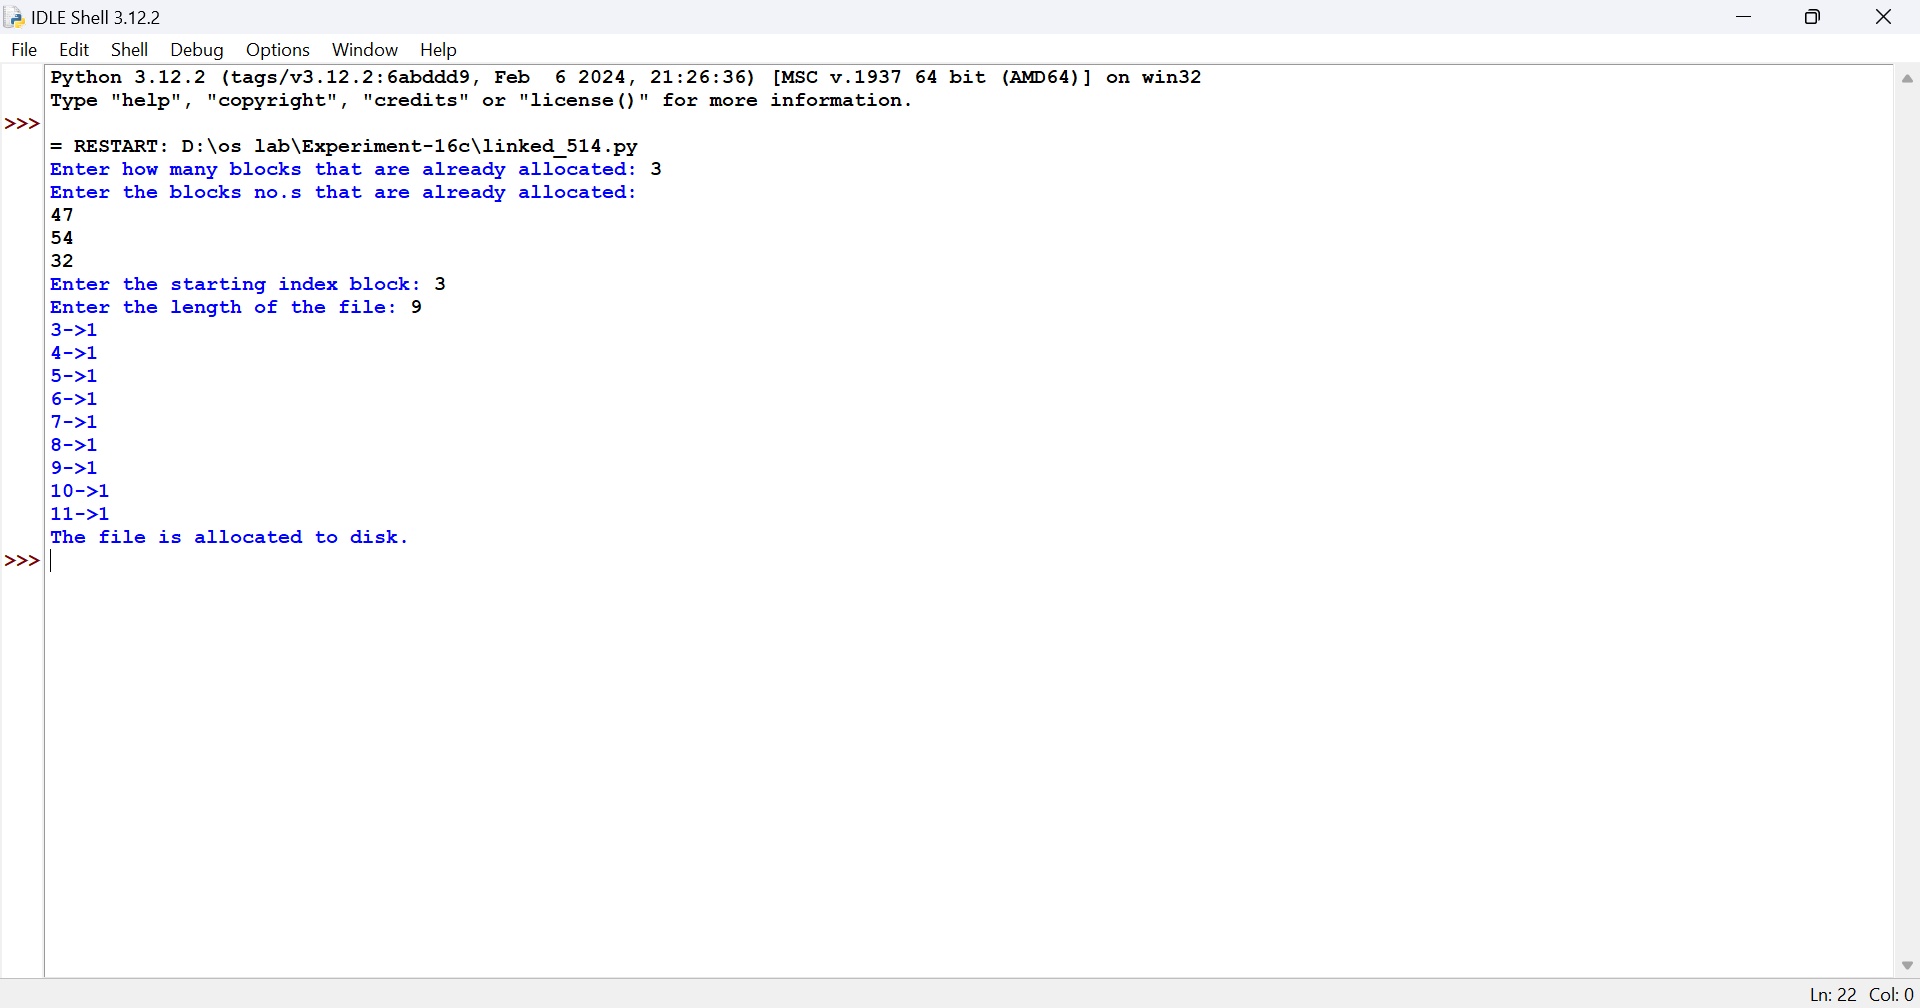 IDLE Shell 3.12.2
File Edit Shell Debug Options Window Help
Python 3.12.2 (tags/v3.12.2:6abddd9, Feb  6 2024, 21:26:36) [MSC v.1937 64 bit (AMD64)] on win32
Type "help", "copyright", "credits" or "license()" for more information.
>>>
= RESTART: D:\os lab\Experiment-16c\linked_514.py
Enter how many blocks that are already allocated: 3
Enter the blocks no.s that are already allocated:
47
54
32
Enter the starting index block: 3
Enter the length of the file: 9
3->1
4->1
5->1
6->1
7->1
8->1
9->1
10->1
11->1
The file is allocated to disk.
>>>
Ln: 22 Col: 0